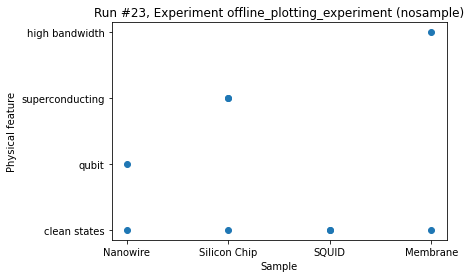 Run #23, Experiment offline_plotting_experiment (nosample)
high bandwidth
superconducting
qubit
clean states
Physical feature
Nanowire
Silicon Chip
SQUID
Membrane
Sample